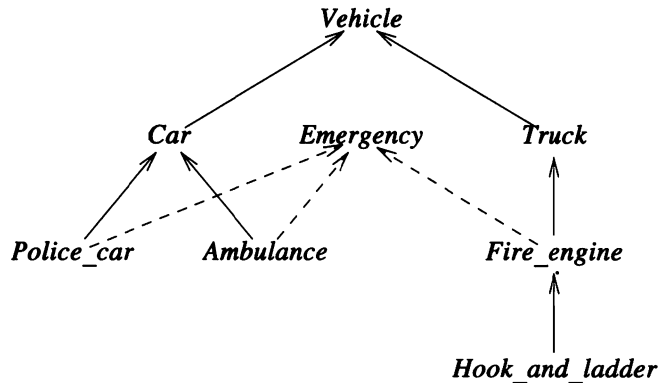 Vehicle
Car Emergency Truck
Police_car Ambulance Fire_engine
Hook_and_ladder